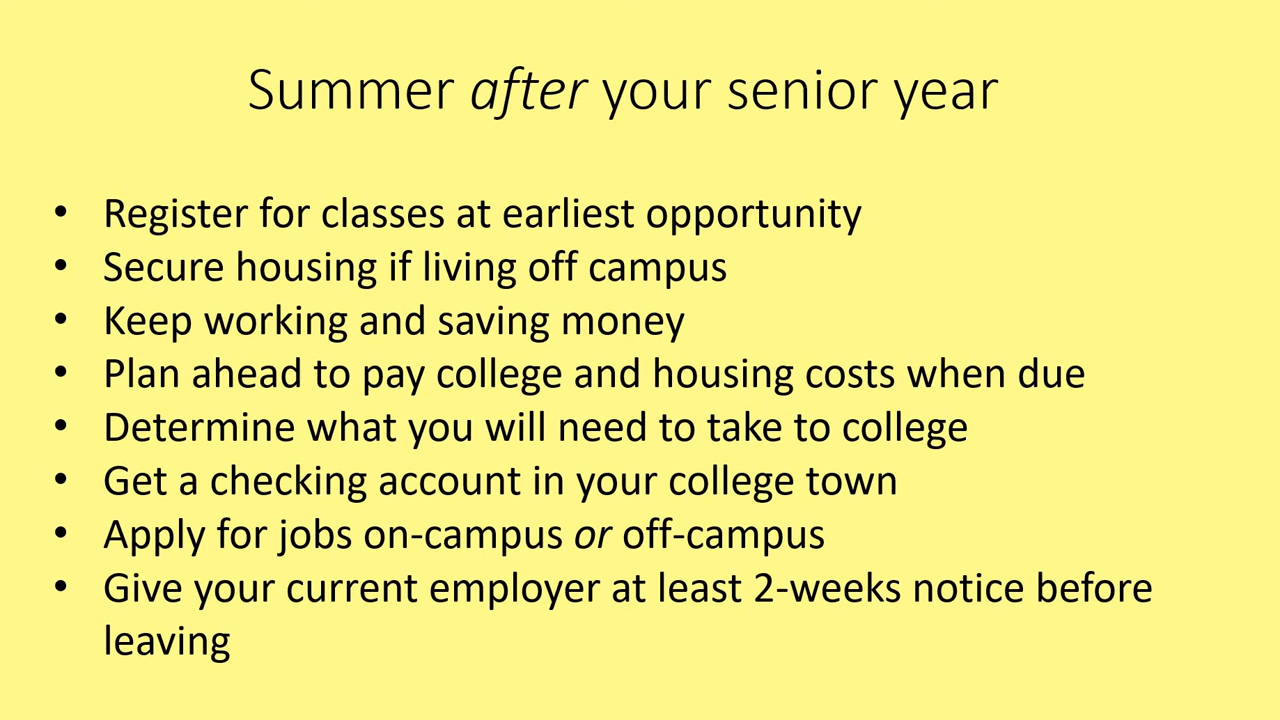 Summer after your senior year
• Register for classes at earliest opportunity
• Secure housing if living off campus
• Keep working and saving money
• Plan ahead to pay college and housing costs when due
• Determine what you will need to take to college
• Get a checking account in your college town
• Apply for jobs on-campus or off-campus
• Give your current employer at least 2-weeks notice before
leaving